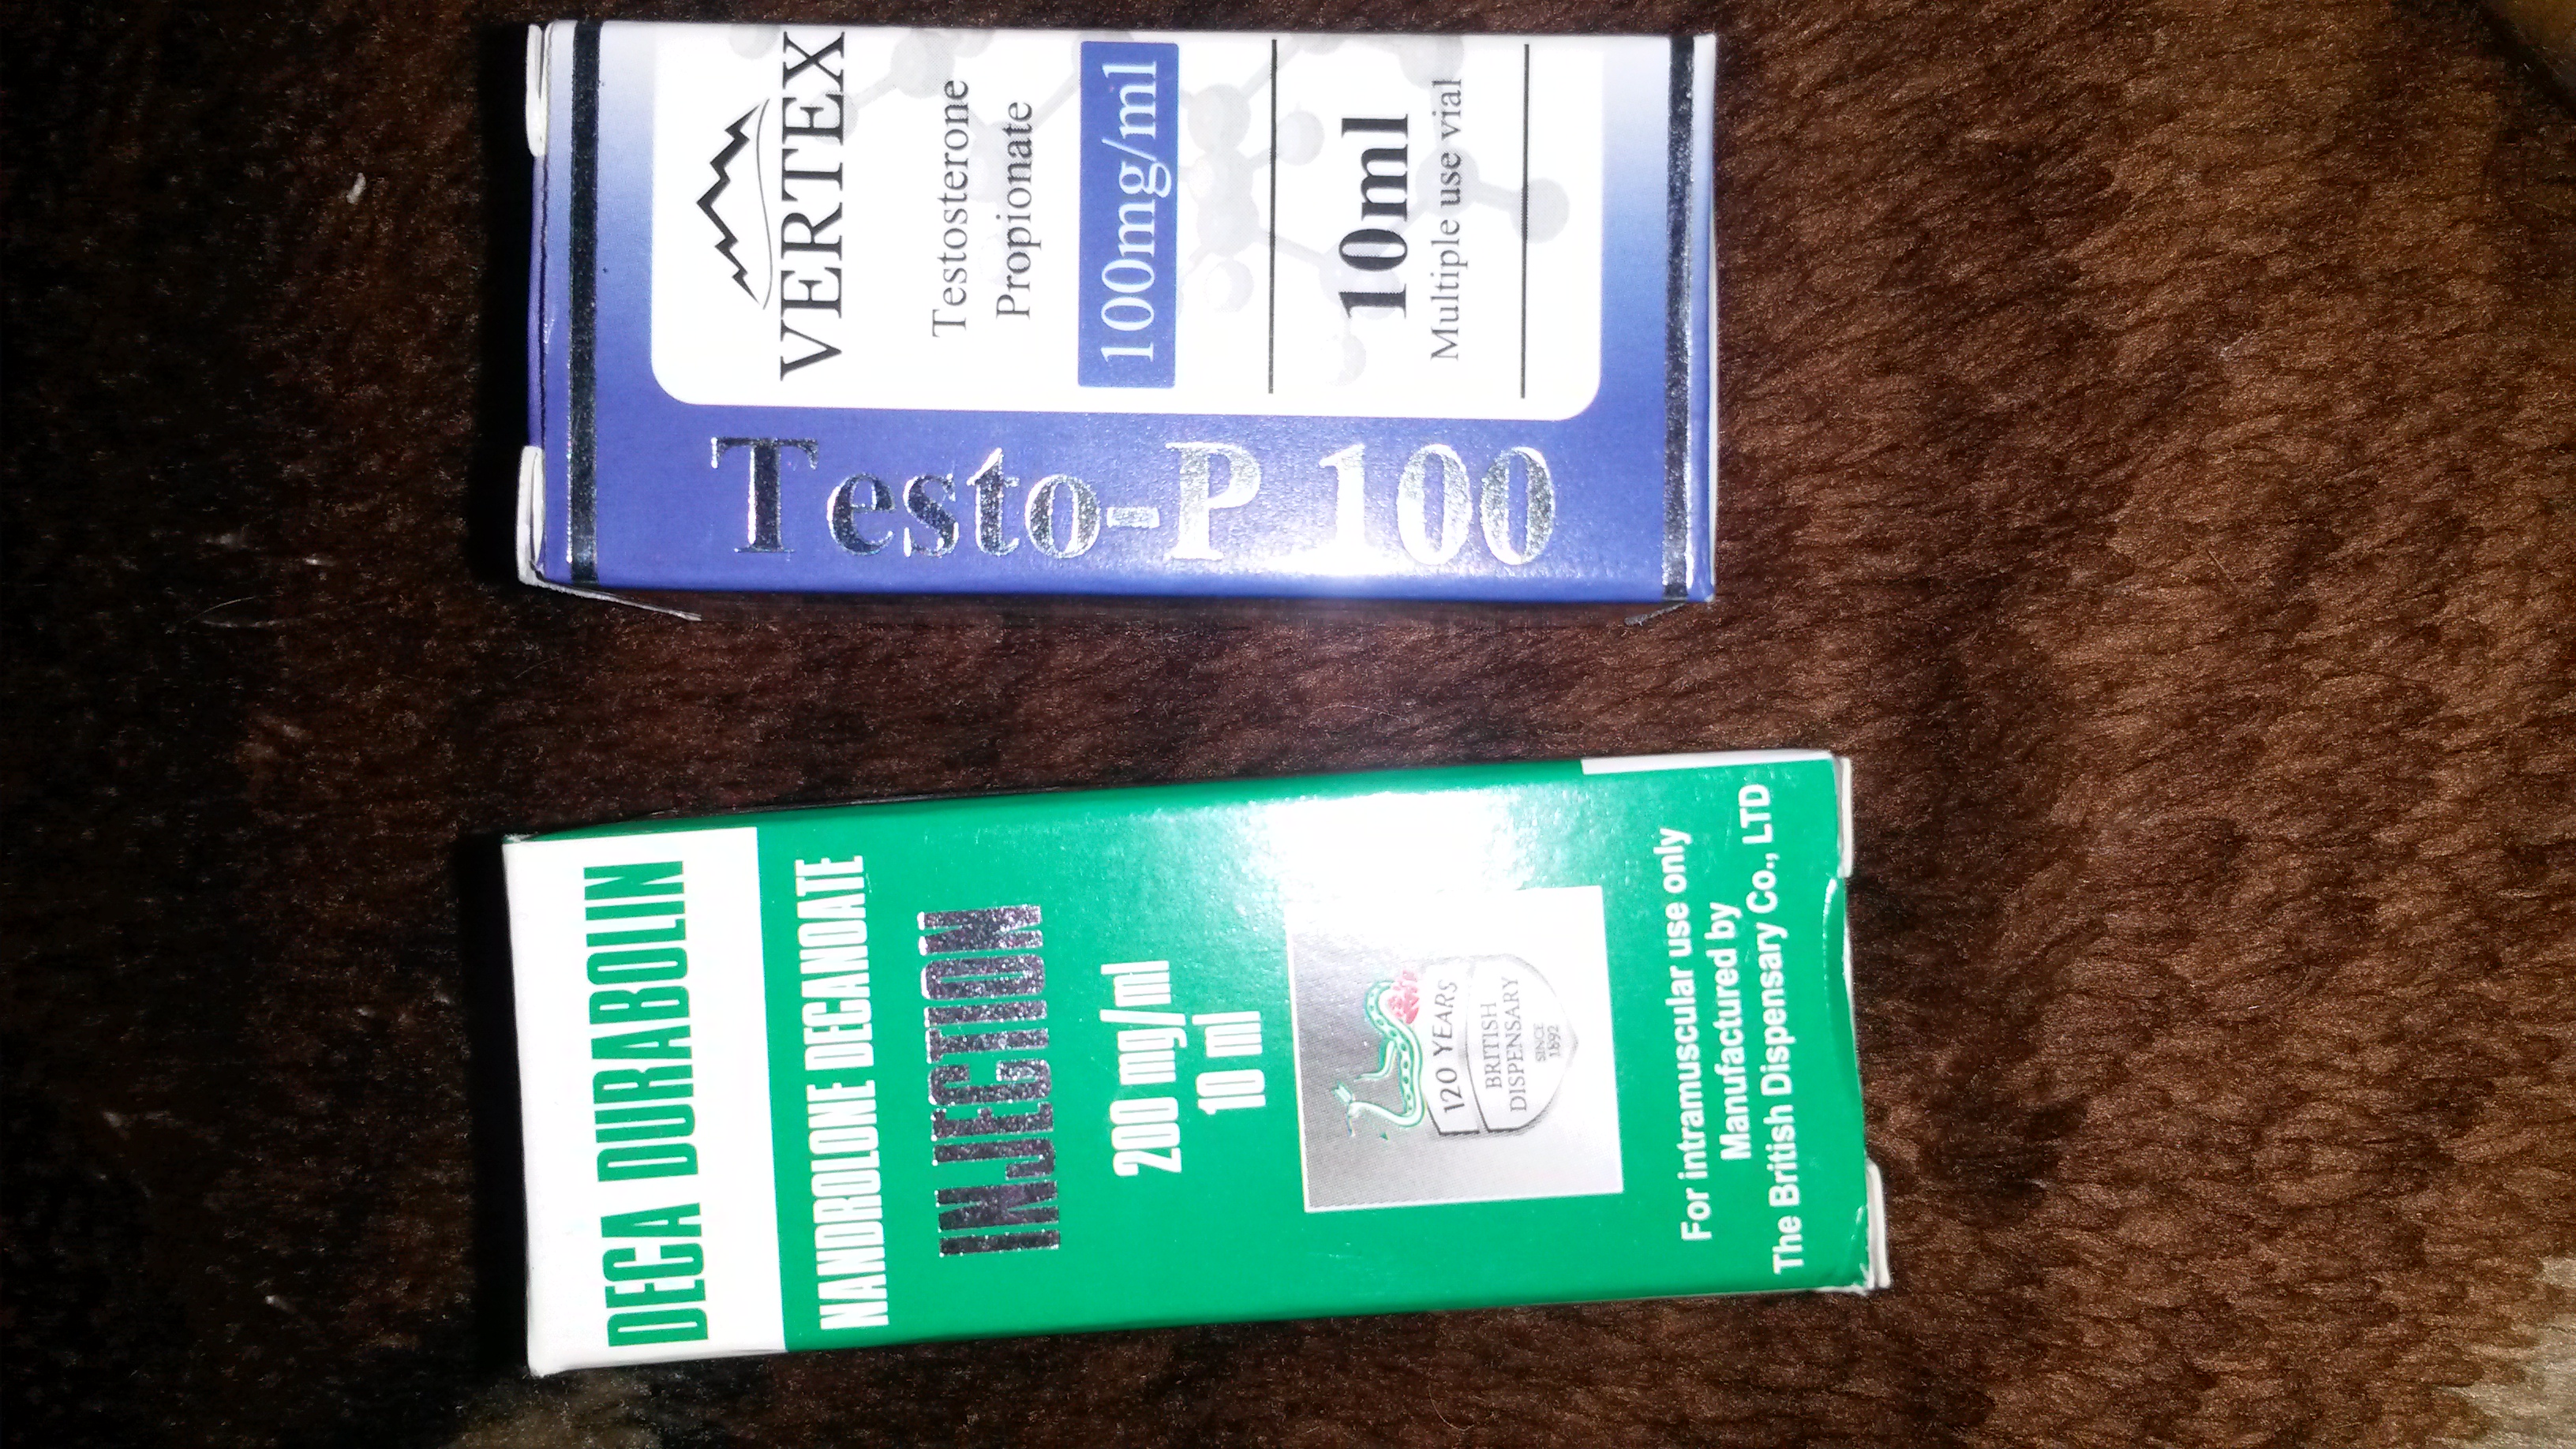 VERTEX
Testosterone
Propionate
100mg/ml
10ml
Multiple use vial
Testo-P 100
DECA DURABOLIN
NANDROLONE DECANOATE
INJECTION
200 mg/ml
10 ml
120 YEARS
BRITISH
DISPENSARY
SINCE
1892
For intramuscular use only
Manufactured by
The British Dispensary Co., LTD